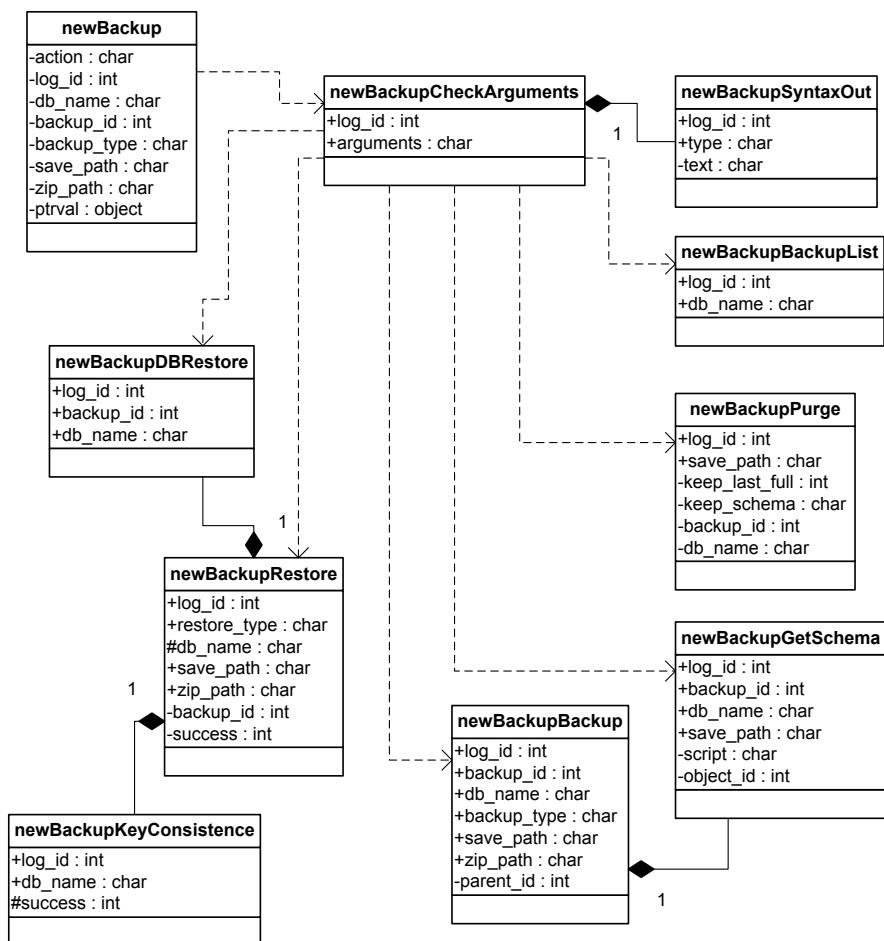 newBackup
-action : char
-log_id : int
-db_name : char
-backup_id : int
-backup_type : char
-save_path : char
-zip_path : char
-ptrval : object
newBackupCheckArguments
+log_id : int
+arguments : char
1
newBackupSyntaxOut
+log_id : int
+type : char
-text : char
newBackupBackupList
+log_id : int
+db_name : char
newBackupDBRestore
+log_id : int
+backup_id : int
+db_name : char
newBackupPurge
+log_id : int
+save_path : char
-keep_last_full : int
-keep_schema : char
-backup_id : int
-db_name : char
1
newBackupRestore
+log_id : int
+restore_type : char
#db_name : char
+save_path : char
+zip_path : char
-backup_id : int
-success : int
1
newBackupGetSchema
+log_id : int
+backup_id : int
+db_name : char
+save_path : char
-script : char
-object_id : int
newBackupBackup
+log_id : int
+backup_id : int
+db_name : char
+backup_type : char
+save_path : char
+zip_path : char
-parent_id : int
1
newBackupKeyConsistence
+log_id : int
+db_name : char
#success : int